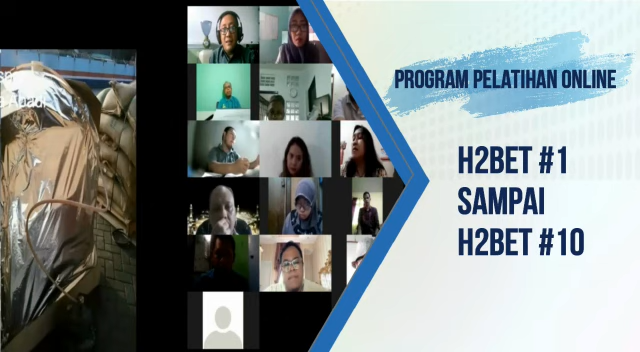 PROGRAM PELATIHAN ONLINE
H2BET #1
SAMPAI
H2BET #10